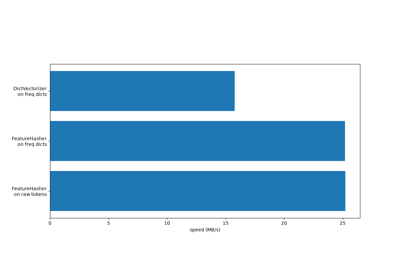 DictVectorizer
on freq dicts
FeatureHasher
on freq dicts
FeatureHasher
on raw tokens
0 5 10 15 20 25
speed (MB/s)